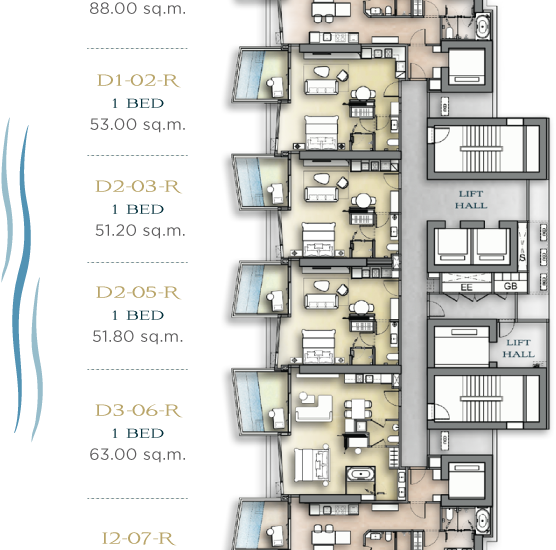 88.00 sq.m.
D1-02-R
1 BED
53.00 sq.m.
D2-03-R
1 BED
51.20 sq.m.
D2-05-R
1 BED
51.80 sq.m.
D3-06-R
1 BED
63.00 sq.m.
I2-07-R
LIFT
HALL
S
EE
GB
LIFT
HALL